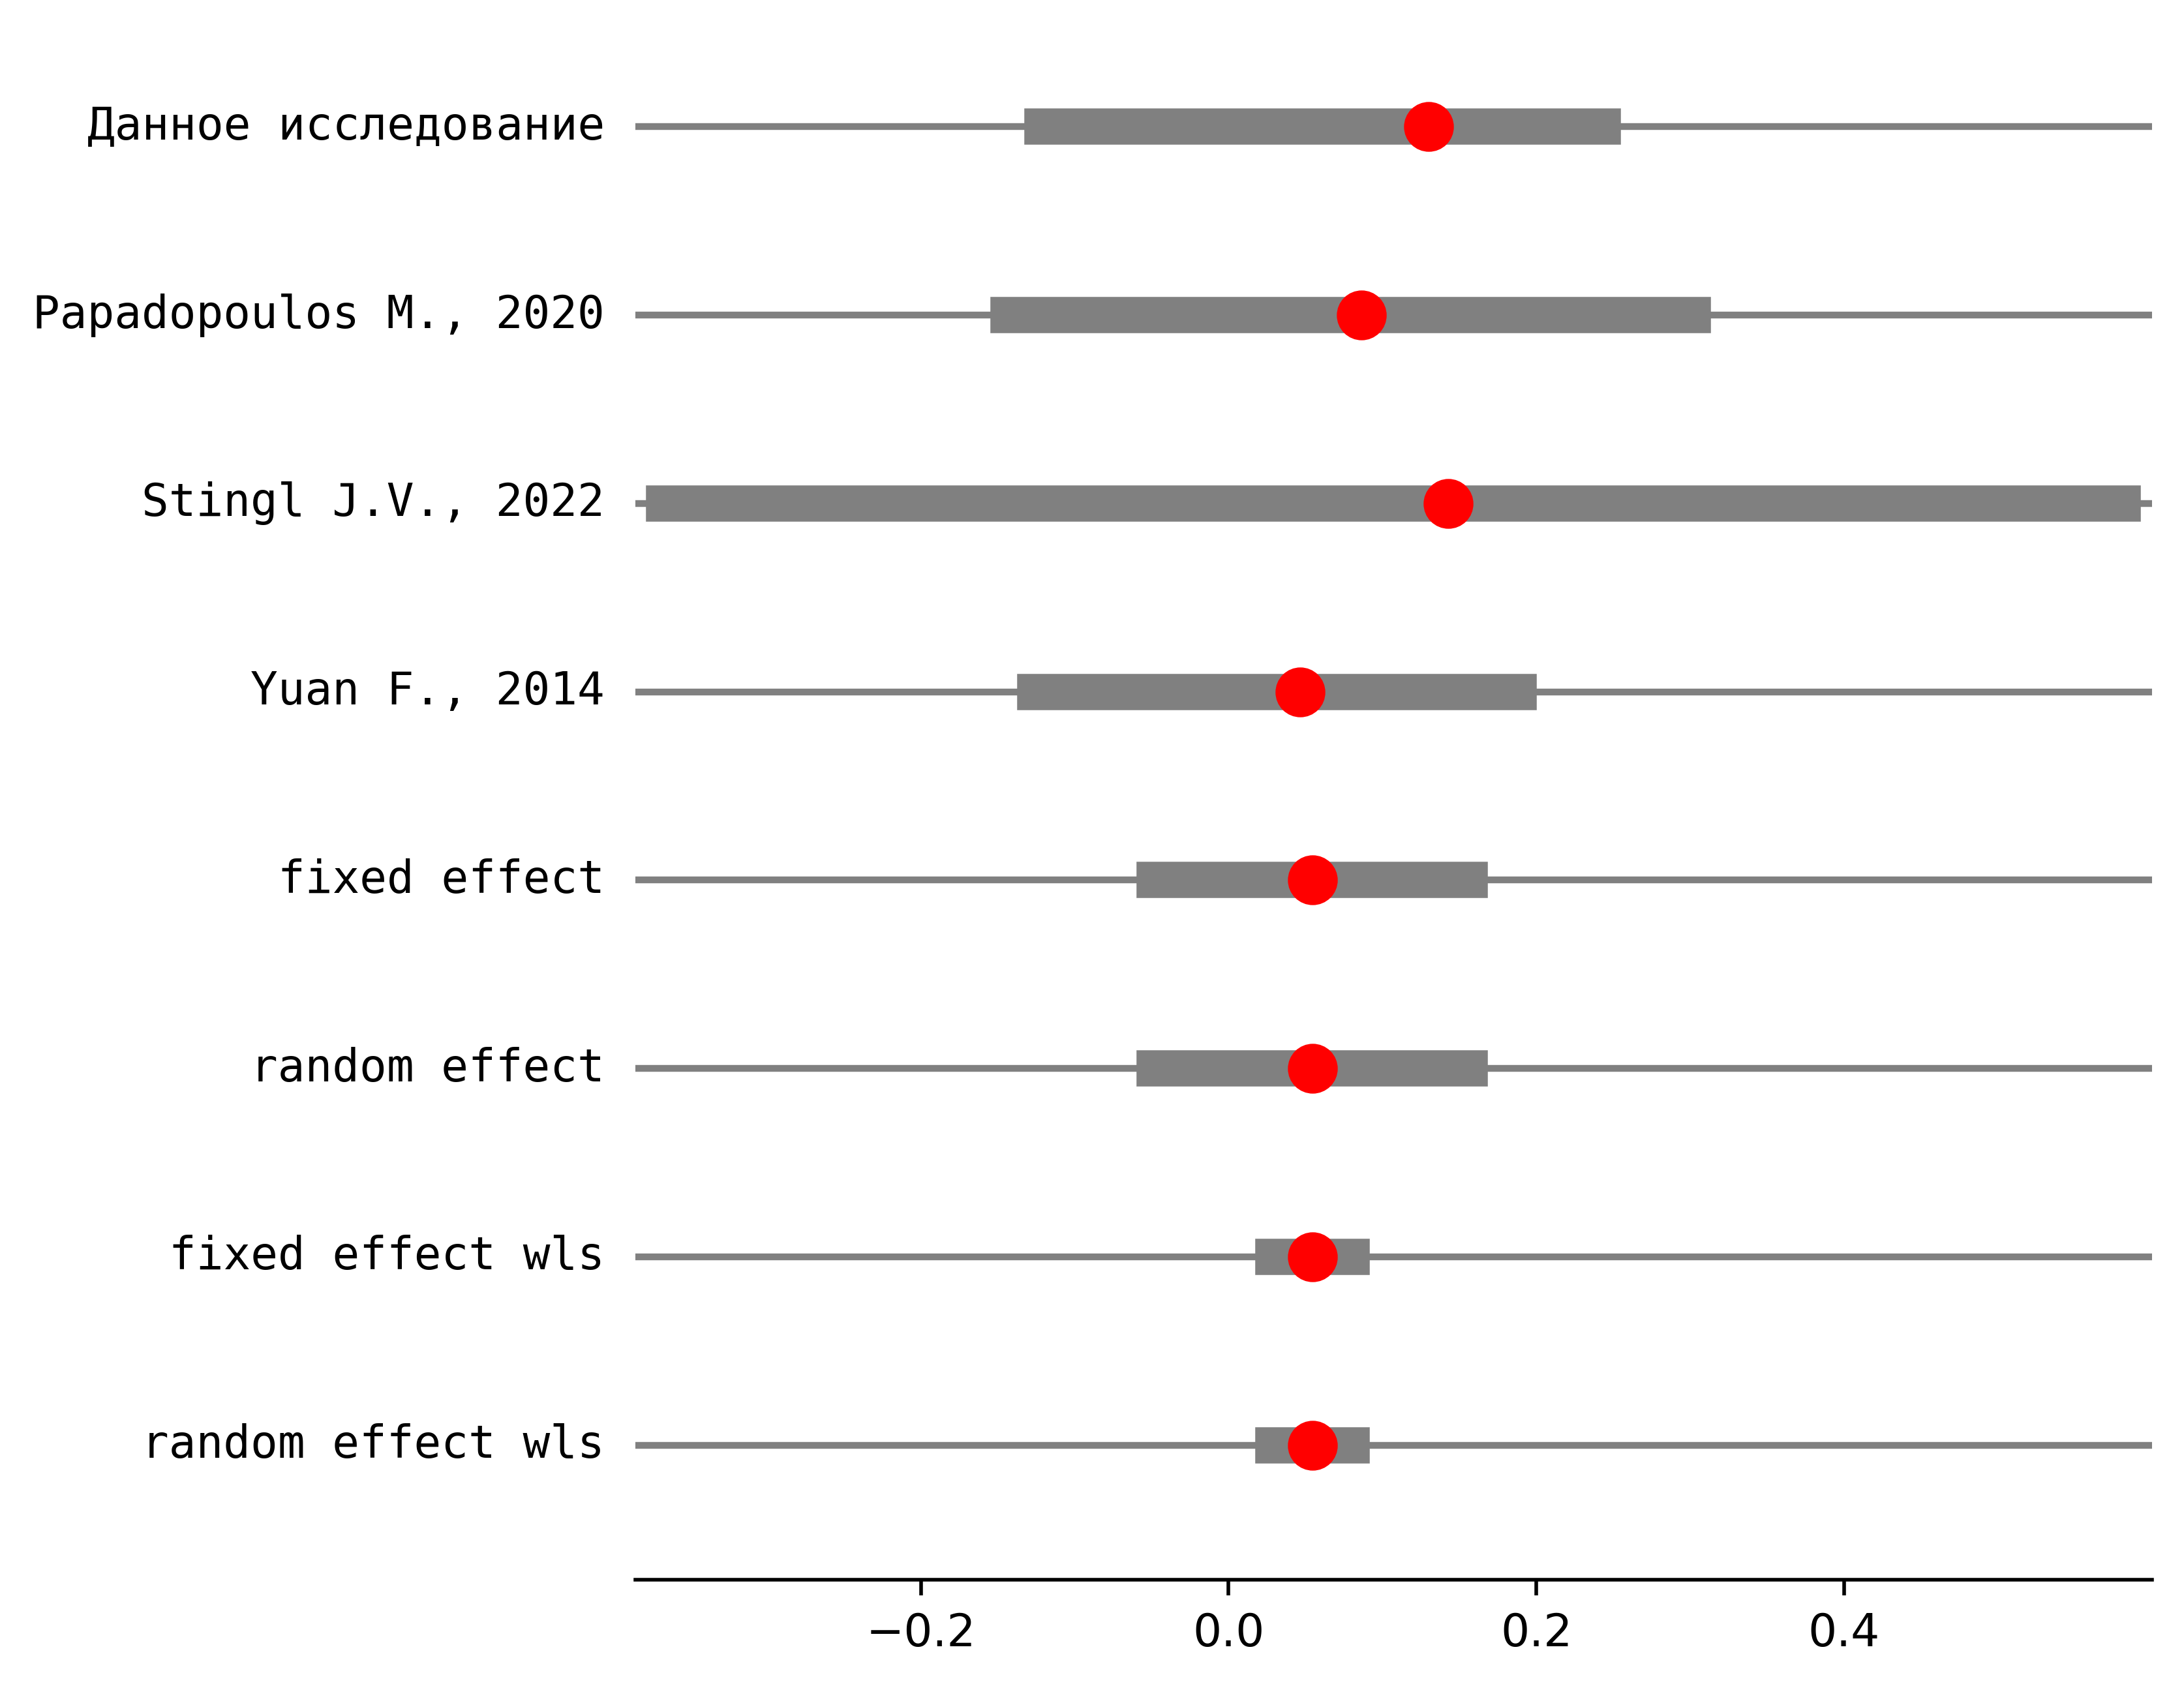 Данное исследование
Papadopoulos M., 2020
Stingl J.V., 2022
Yuan F., 2014
fixed effect
random effect
fixed effect wls
random effect wls
−0.2 0.0 0.2 0.4